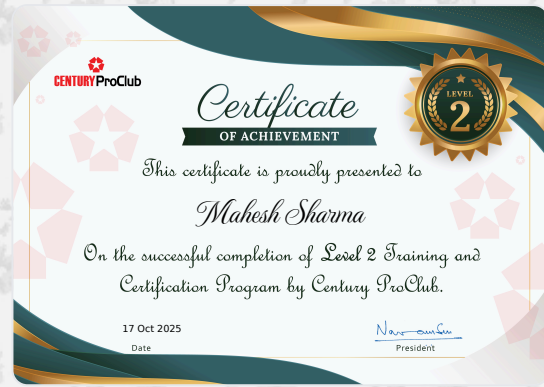 CENTURY ProClub
Certificate
OF ACHIEVEMENT
LEVEL
2
This certificate is proudly presented to
Mahesh Sharma
On the successful completion of Level 2 Training and
Certification Program by Century ProClub.
17 Oct 2025
Date
President